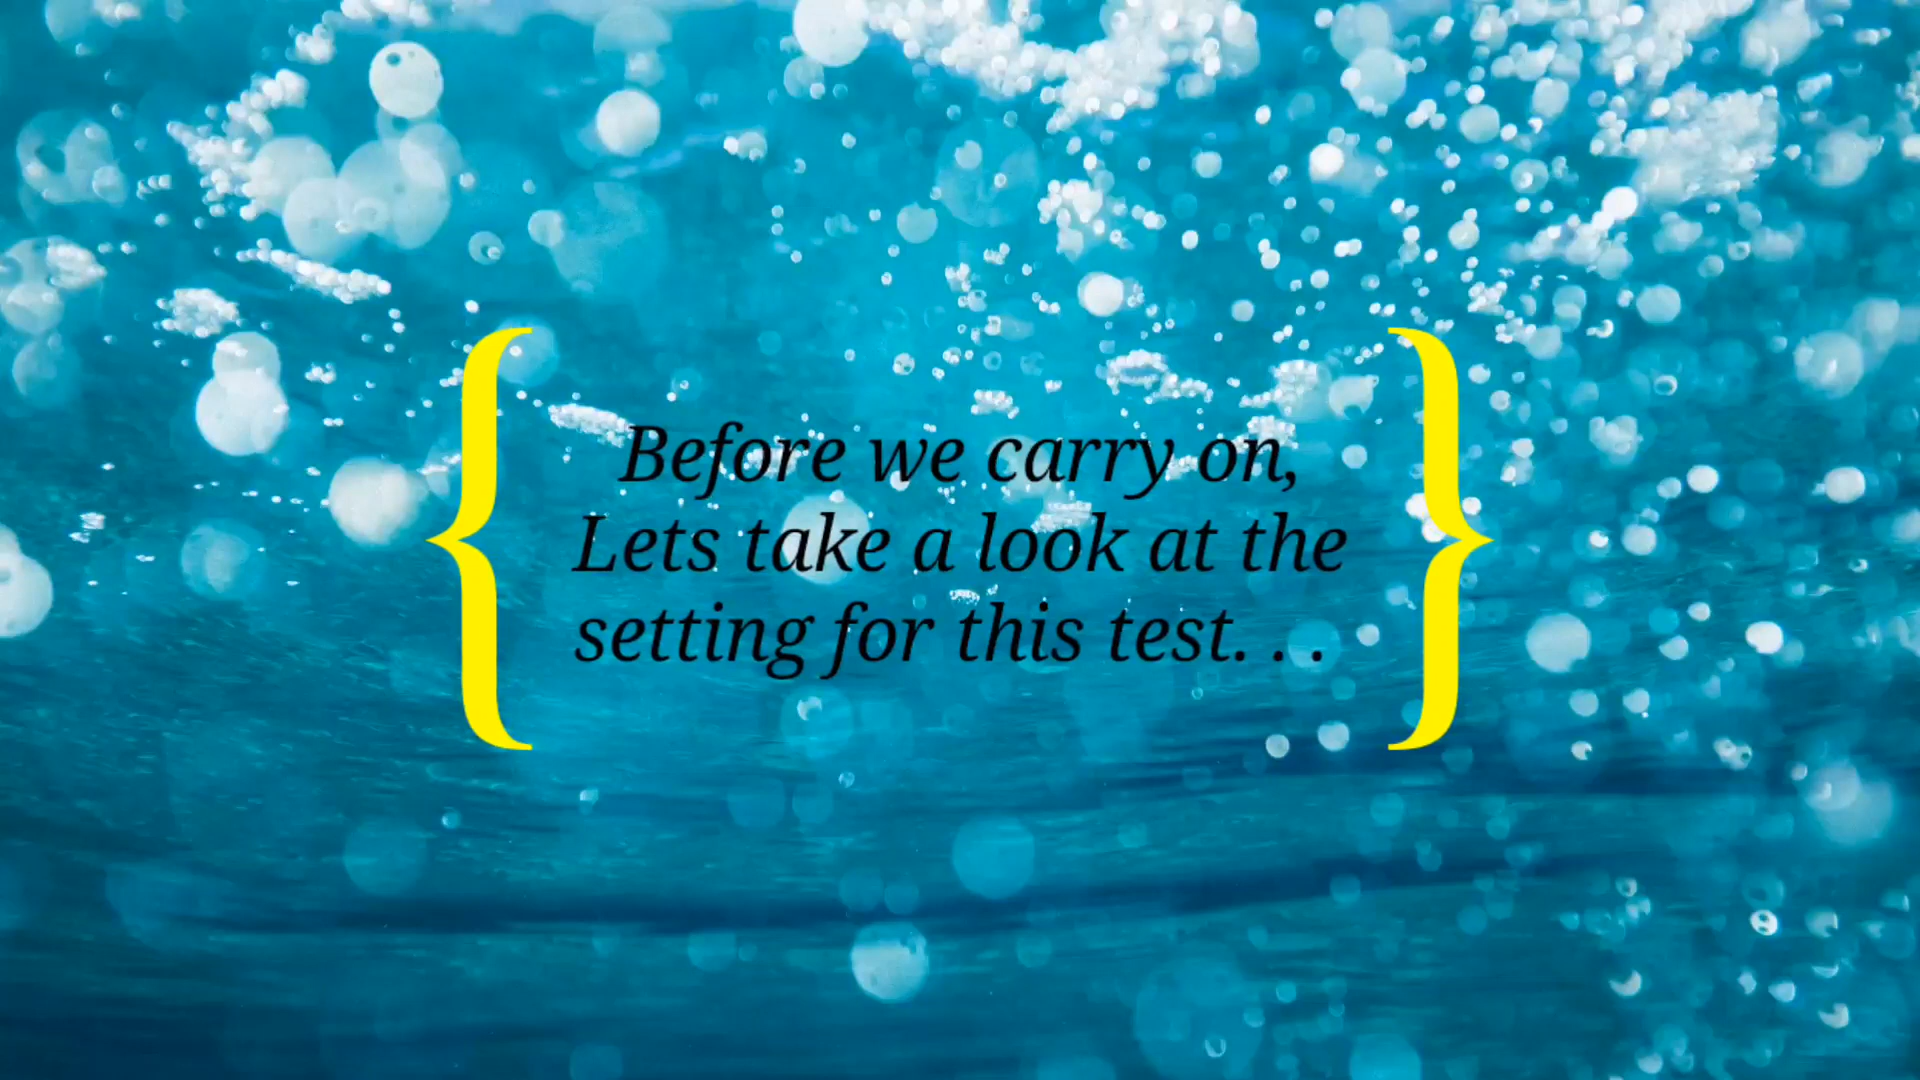 Before we carry on,
Lets take a look at the
setting for this test. . .